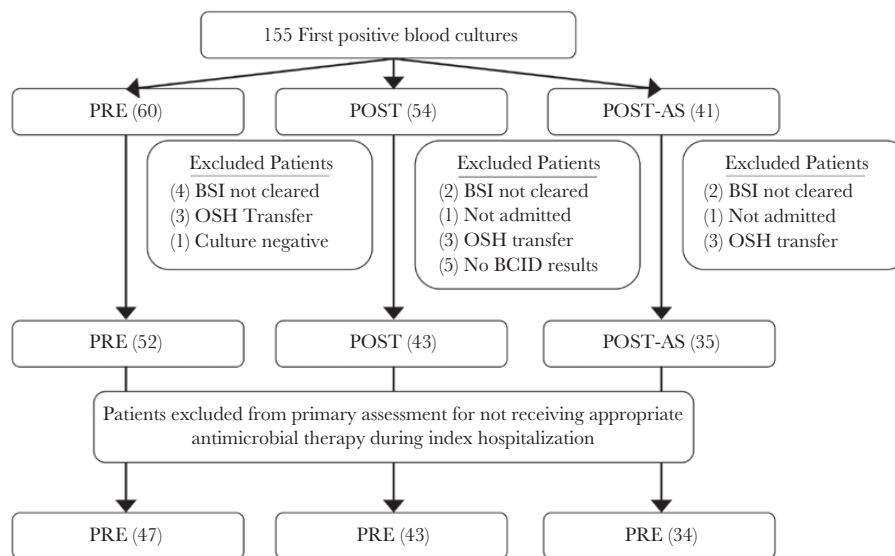 155 First positive blood cultures
PRE (60)
POST (54)
POST-AS (41)
Excluded Patients
(4) BSI not cleared
(3) OSH Transfer
(1) Culture negative
Excluded Patients
(2) BSI not cleared
(1) Not admitted
(3) OSH transfer
(5) No BCID results
Excluded Patients
(2) BSI not cleared
(1) Not admitted
(3) OSH transfer
PRE (52)
POST (43)
POST-AS (35)
Patients excluded from primary assessment for not receiving appropriate
antimicrobial therapy during index hospitalization
PRE (47)
PRE (43)
PRE (34)